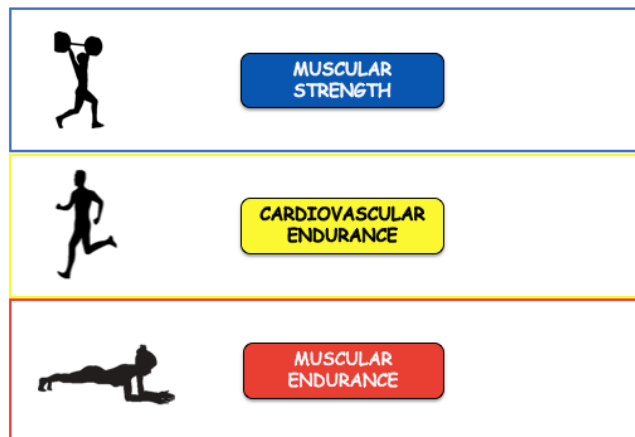 MUSCULAR
STRENGTH
CARDIOVASCULAR
ENDURANCE
MUSCULAR
ENDURANCE